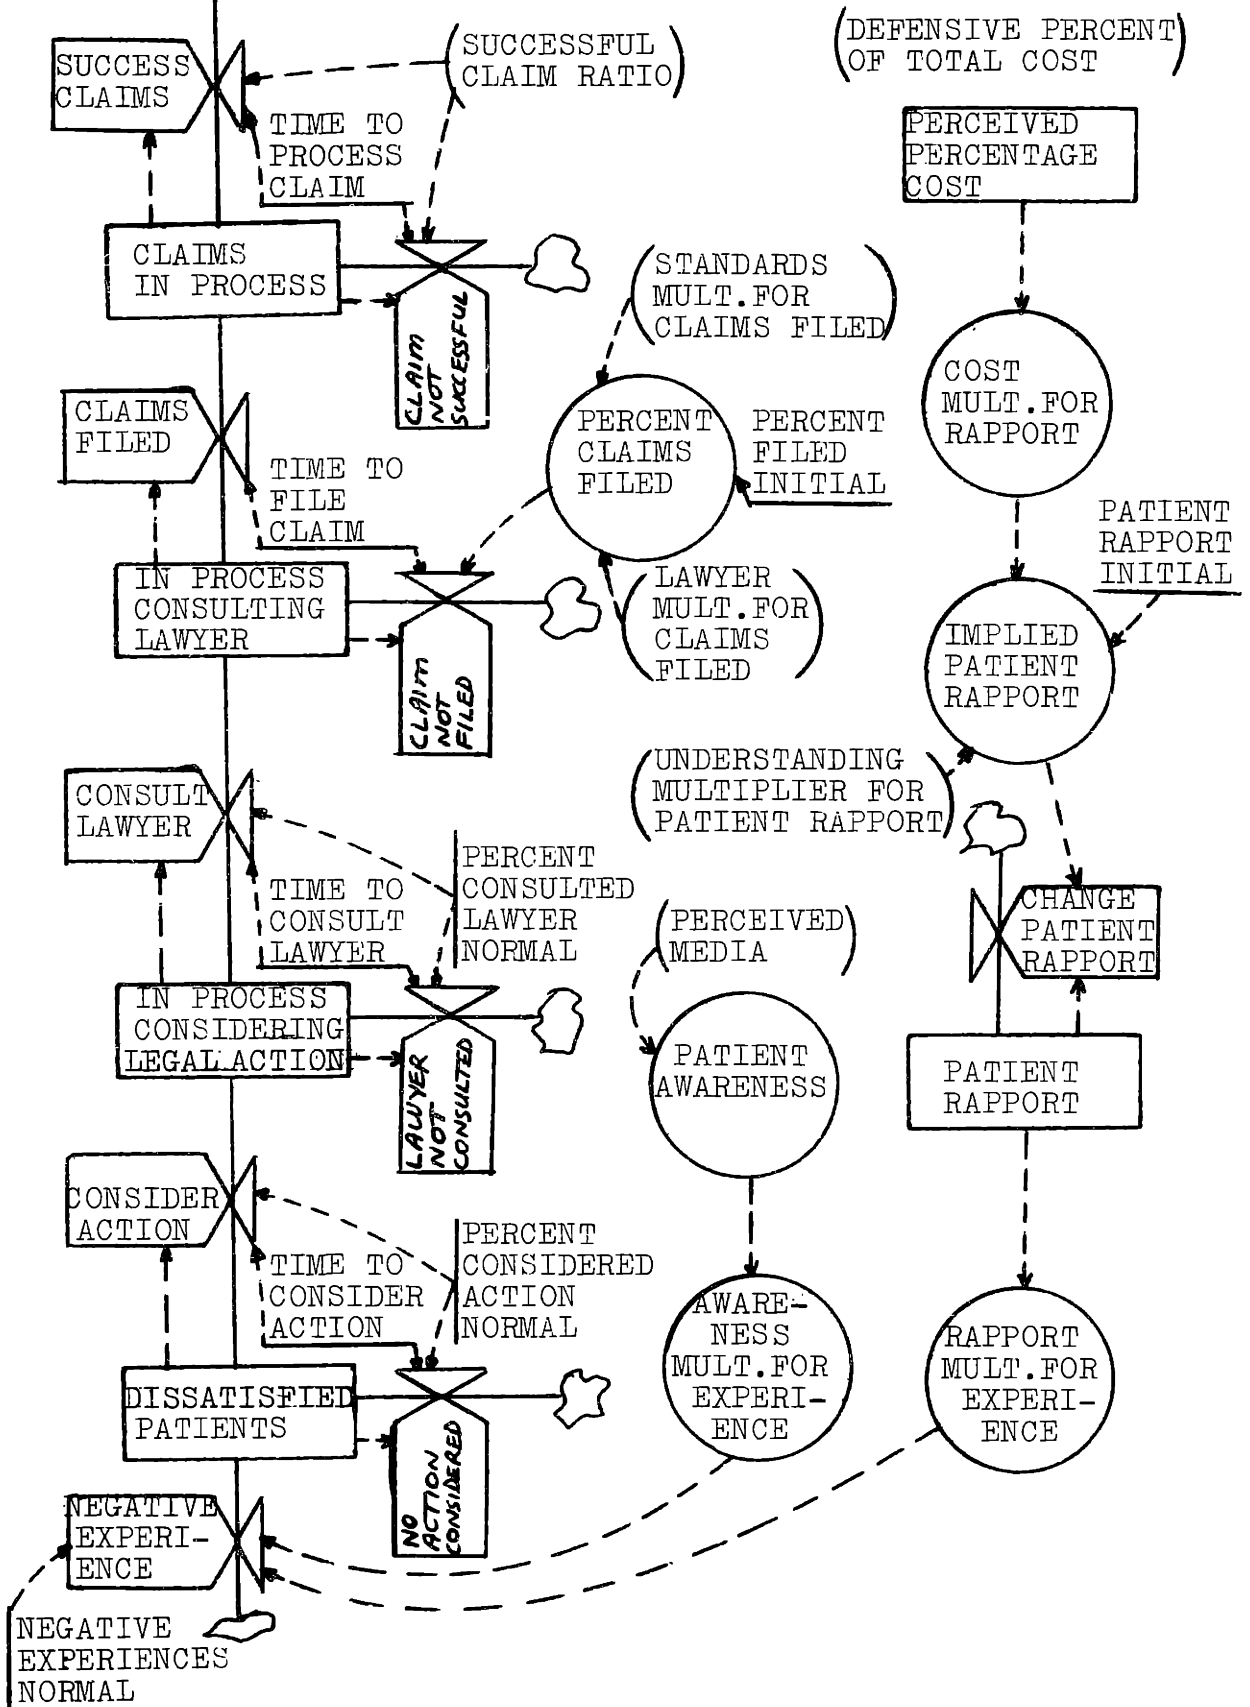 SUCCESS
CLAIMS
(SUCCESSFUL
CLAIM RATIO)
(DEFENSIVE PERCENT
OF TOTAL COST)
TIME TO
PROCESS
CLAIM
PERCEIVED
PERCENTAGE
COST
CLAIMS
IN PROCESS
CLAIM
NOT
SUCCESSFUL
(STANDARDS
MULT.FOR
CLAIMS FILED)
COST
MULT.FOR
RAPPORT
CLAIMS
FILED
TIME TO
FILE
CLAIM
PERCENT
CLAIMS
FILED
PERCENT
FILED
INITIAL
PATIENT
RAPPORT
INITIAL
IN PROCESS
CONSULTING
LAWYER
CLAIM
NOT
FILED
(LAWYER
MULT.FOR
CLAIMS
FILED)
IMPLIED
PATIENT
RAPPORT
(UNDERSTANDING
MULTIPLIER FOR
PATIENT RAPPORT)
CONSULT
LAWYER
TIME TO
CONSULT
LAWYER
PERCENT
CONSULTED
LAWYER
NORMAL
(PERCEIVED
MEDIA)
CHANGE
PATIENT
RAPPORT
IN PROCESS
CONSIDERING
LEGAL ACTION
LAWYER
NOT
CONSULTED
PATIENT
AWARENESS
PATIENT
RAPPORT
CONSIDER
ACTION
TIME TO
CONSIDER
ACTION
PERCENT
CONSIDERED
ACTION
NORMAL
AWARE-
NESS
MULT.FOR
EXPERI-
ENCE
RAPPORT
MULT.FOR
EXPERI-
ENCE
DISSATISFIED
PATIENTS
NO
ACTION
CONSIDERED
NEGATIVE
EXPERI-
ENCE
NEGATIVE
EXPERIENCES
NORMAL